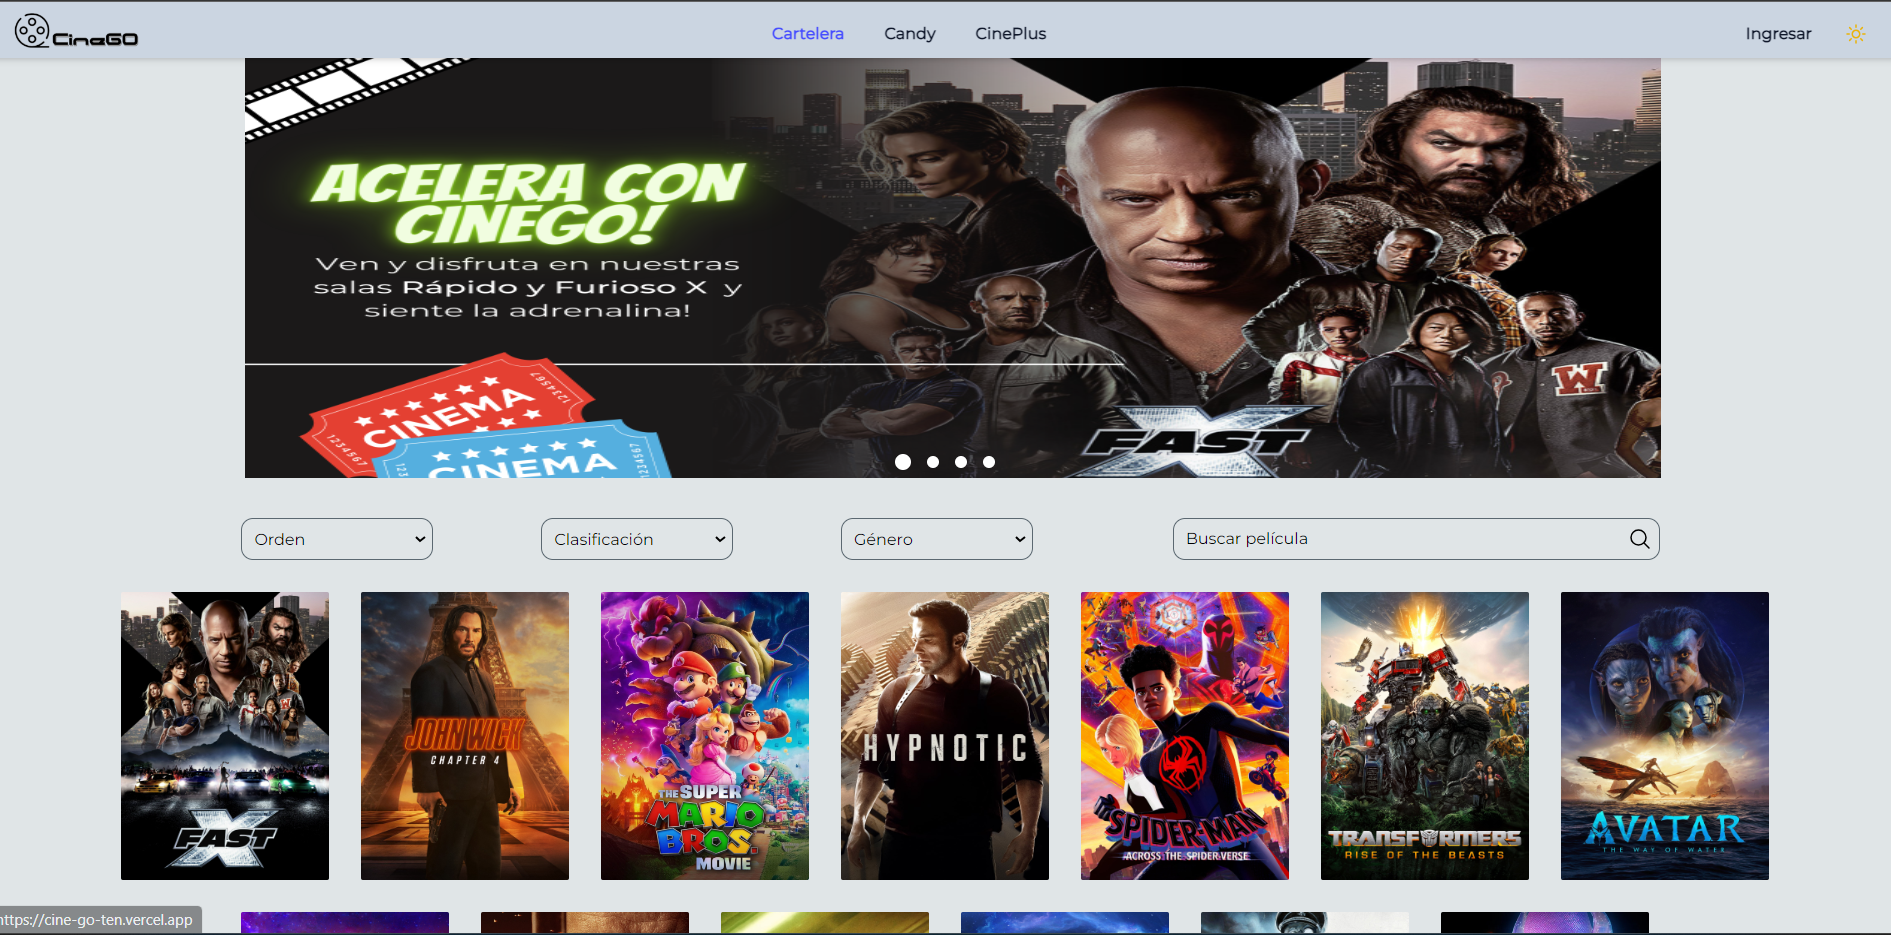 CineGO
Cartelera
Candy
CinePlus
Ingresar
ACELERA CON
CINEGO!
Ven y disfruta en nuestras
salas Rápido y Furioso X y
siente la adrenalina!
CINEMA
1234567
1234567
CINEMA
FAST X
Orden
Clasificación
Género
Buscar película
FAST X
JOHN WICK
CHAPTER 4
THE SUPER
MARIO
BROS.
MOVIE
HYPNOTIC
SPIDER-MAN
ACROSS THE SPIDER-VERSE
TRANSFORMERS
RISE OF THE BEASTS
AVATAR
THE WAY OF WATER
https://cine-go-ten.vercel.app